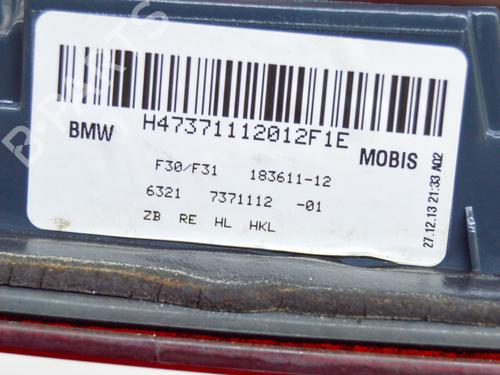 H47371112012F1E
BMW
MOBIS
F30/F31 183611-12
6321 7371112 -01
ZB RE HL HKL
27.12.13 21:33 A02
B-PARTS